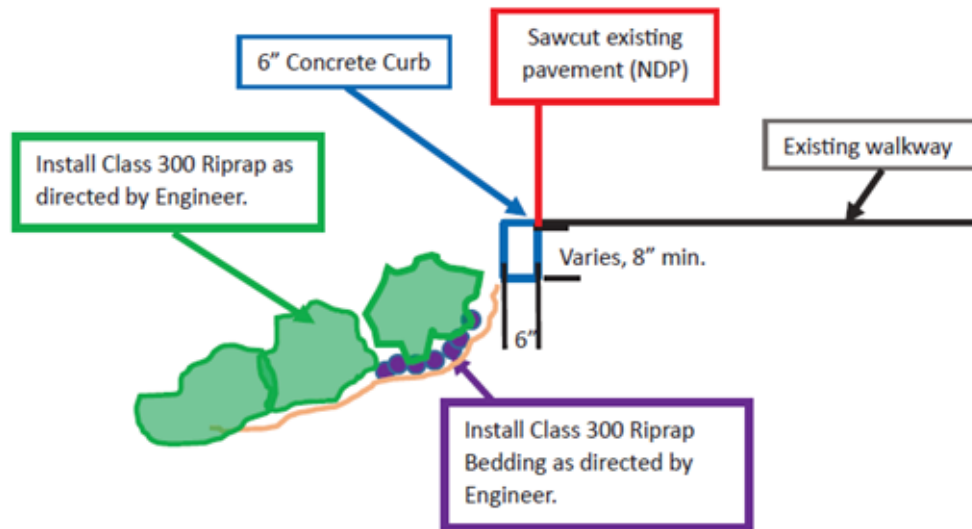 Sawcut existing
pavement (NDP)
6” Concrete Curb
Existing walkway
Install Class 300 Riprap as
directed by Engineer.
Varies, 8” min.
6”
Install Class 300 Riprap
Bedding as directed by
Engineer.